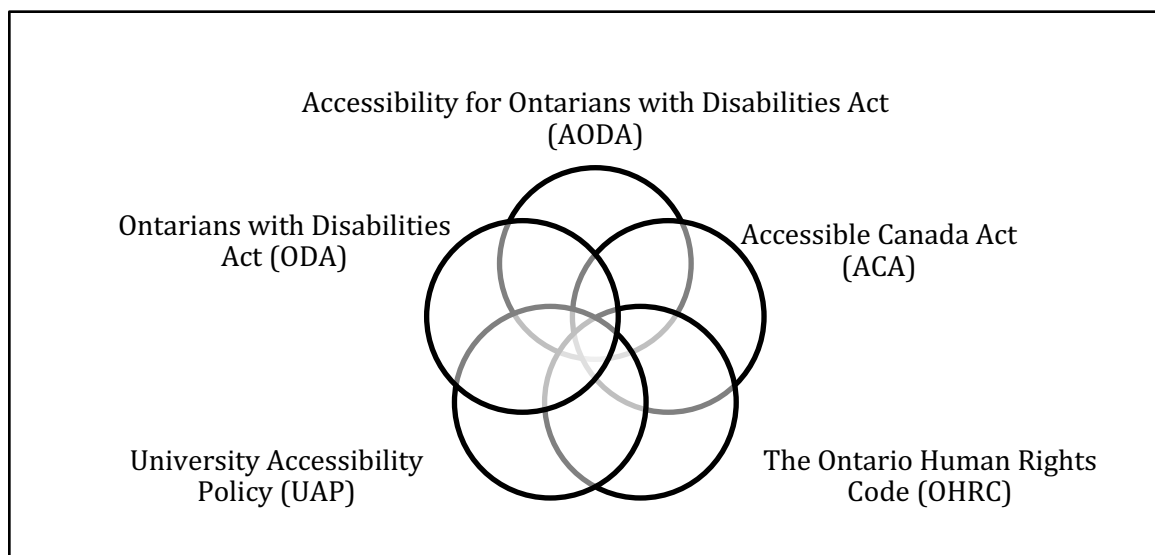 Accessibility for Ontarians with Disabilities Act
(AODA)
Ontarians with Disabilities
Act (ODA)
Accessible Canada Act
(ACA)
University Accessibility
Policy (UAP)
The Ontario Human Rights
Code (OHRC)